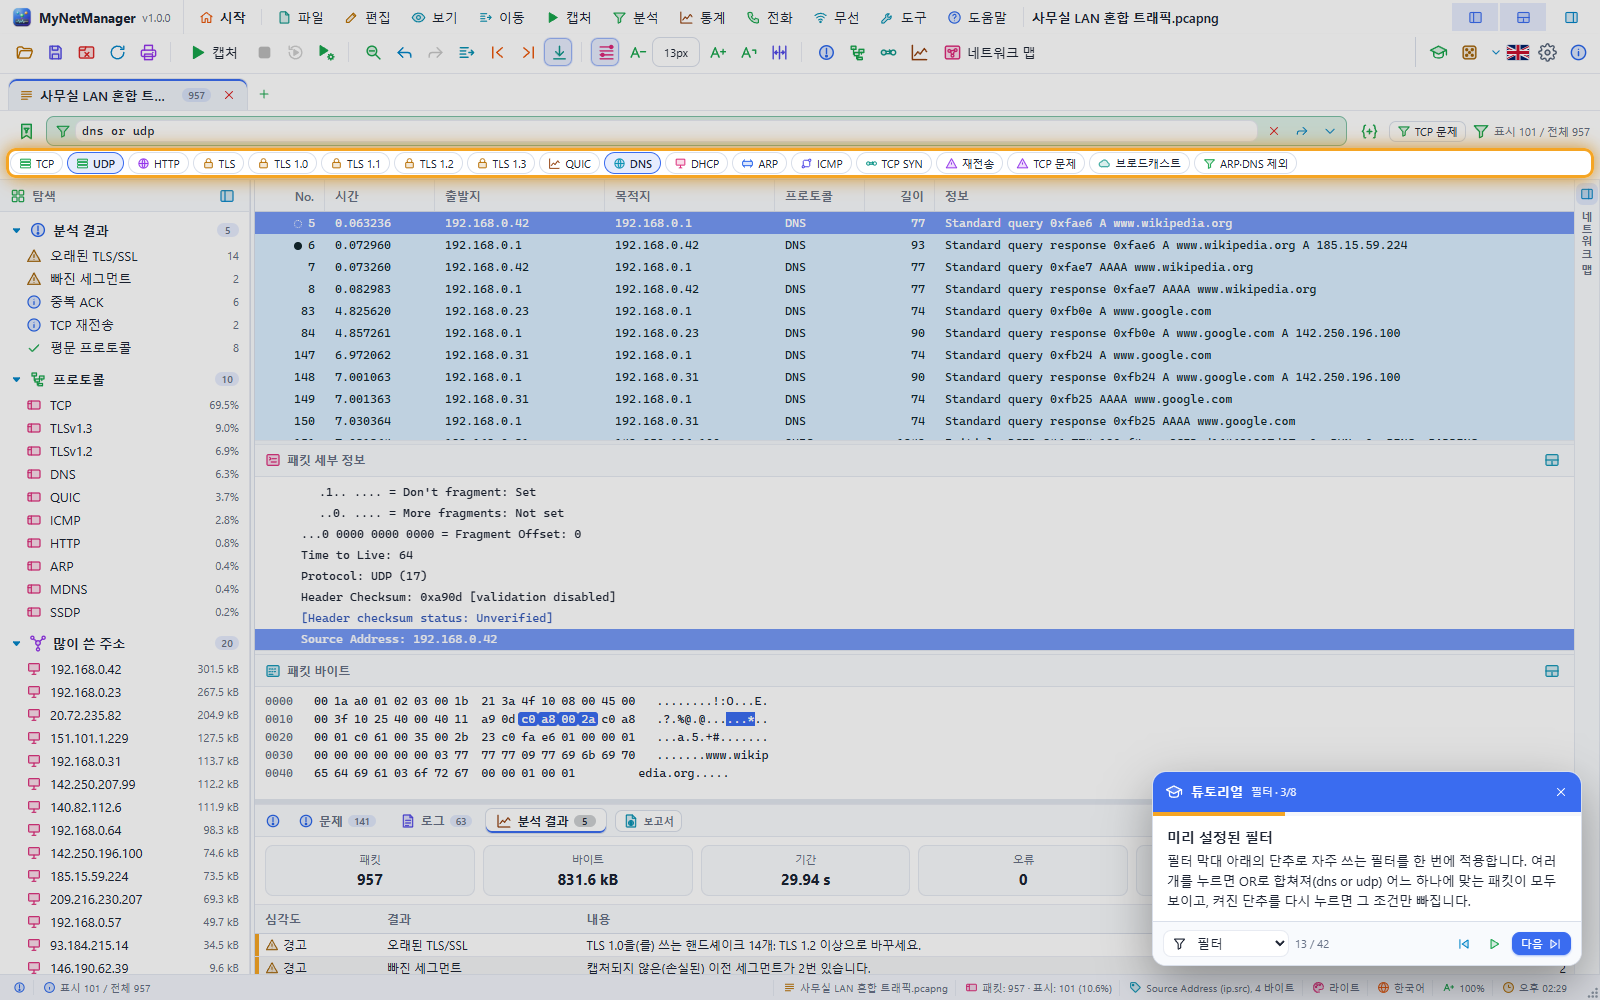 MyNetManager v1.0.0 시작 파일 편집 보기 이동 캡처 분석 통계 전화 무선 도구 도움말 사무실 LAN 혼합 트래픽.pcapng
캡처 A− 13px A+ A 네트워크 맵
사무실 LAN 혼합 트... 957
dns or udp TCP 문제 표시 101 / 전체 957
TCP UDP HTTP TLS TLS 1.0 TLS 1.1 TLS 1.2 TLS 1.3 QUIC DNS DHCP ARP ICMP TCP SYN 재전송 TCP 문제 브로드캐스트 ARP·DNS 제외
탐색
분석 결과 5
오래된 TLS/SSL 14
빠진 세그먼트 2
중복 ACK 6
TCP 재전송 2
평문 프로토콜 8
프로토콜 10
TCP 69.5%
TLSv1.3 9.0%
TLSv1.2 6.9%
DNS 6.3%
QUIC 3.7%
ICMP 2.8%
HTTP 0.8%
ARP 0.4%
MDNS 0.4%
SSDP 0.2%
많이 쓴 주소 20
192.168.0.42 301.5 kB
192.168.0.23 267.5 kB
20.72.235.82 204.9 kB
151.101.1.229 127.5 kB
192.168.0.31 113.7 kB
142.250.207.99 112.2 kB
140.82.112.6 111.9 kB
192.168.0.64 98.3 kB
142.250.196.100 74.6 kB
185.15.59.224 73.5 kB
209.216.230.207 69.3 kB
192.168.0.57 49.7 kB
93.184.215.14 34.5 kB
146.190.62.39 9.6 kB
No. 시간 출발지 목적지 프로토콜 길이 정보
5 0.063236 192.168.0.42 192.168.0.1 DNS 77 Standard query 0xfae6 A www.wikipedia.org
6 0.072960 192.168.0.1 192.168.0.42 DNS 93 Standard query response 0xfae6 A www.wikipedia.org A 185.15.59.224
7 0.073260 192.168.0.42 192.168.0.1 DNS 77 Standard query 0xfae7 AAAA www.wikipedia.org
8 0.082983 192.168.0.1 192.168.0.42 DNS 77 Standard query response 0xfae7 AAAA www.wikipedia.org
83 4.825620 192.168.0.23 192.168.0.1 DNS 74 Standard query 0xfb0e A www.google.com
84 4.857261 192.168.0.1 192.168.0.23 DNS 90 Standard query response 0xfb0e A www.google.com A 142.250.196.100
147 6.972062 192.168.0.31 192.168.0.1 DNS 74 Standard query 0xfb24 A www.google.com
148 7.001063 192.168.0.1 192.168.0.31 DNS 90 Standard query response 0xfb24 A www.google.com A 142.250.196.100
149 7.001363 192.168.0.31 192.168.0.1 DNS 74 Standard query 0xfb25 AAAA www.google.com
150 7.030364 192.168.0.1 192.168.0.31 DNS 74 Standard query response 0xfb25 AAAA www.google.com
네트워크 맵
패킷 세부 정보
.1.. .... = Don't fragment: Set
..0. .... = More fragments: Not set
...0 0000 0000 0000 = Fragment Offset: 0
Time to Live: 64
Protocol: UDP (17)
Header Checksum: 0xa90d [validation disabled]
[Header checksum status: Unverified]
Source Address: 192.168.0.42
패킷 바이트
0000 00 1a a0 01 02 03 00 1b 21 3a 4f 10 08 00 45 00 ........!:O...E.
0010 00 3f 10 25 40 00 40 11 a9 0d c0 a8 00 2a c0 a8 .?.%@.@......*..
0020 00 01 c0 61 00 35 00 2b 23 c0 fa e6 01 00 00 01 ...a.5.+#.......
0030 00 00 00 00 00 00 03 77 77 77 09 77 69 6b 69 70 .......www.wikip
0040 65 64 69 61 03 6f 72 67 00 00 01 00 01 edia.org.....
문제 141 로그 63 분석 결과 5 보고서
패킷 바이트 기간 오류
957 831.6 kB 29.94 s 0
심각도 결과 내용
경고 오래된 TLS/SSL TLS 1.0을(를) 쓰는 핸드셰이크 14개: TLS 1.2 이상으로 바꾸세요.
경고 빠진 세그먼트 캡처되지 않은(손실된) 이전 세그먼트가 2번 있습니다. 2
튜토리얼 필터 · 3/8
미리 설정된 필터
필터 막대 아래의 단추로 자주 쓰는 필터를 한 번에 적용합니다. 여러
개를 누르면 OR로 합쳐져(dns or udp) 어느 하나에 맞는 패킷이 모두
보이고, 켜진 단추를 다시 누르면 그 조건만 빠집니다.
필터 13 / 42 다음
표시 101 / 전체 957 사무실 LAN 혼합 트래픽.pcapng 패킷: 957 · 표시: 101 (10.6%) Source Address (ip.src), 4 바이트 라이트 한국어 100% 오후 02:29